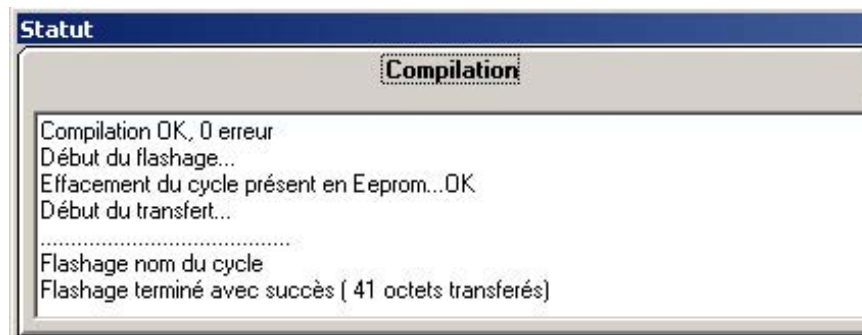 Statut
Compilation
Compilation OK, 0 erreur
Début du flashage...
Effacement du cycle présent en Eeprom...OK
Début du transfert...
.........................................
Flashage nom du cycle
Flashage terminé avec succès ( 41 octets transferés)